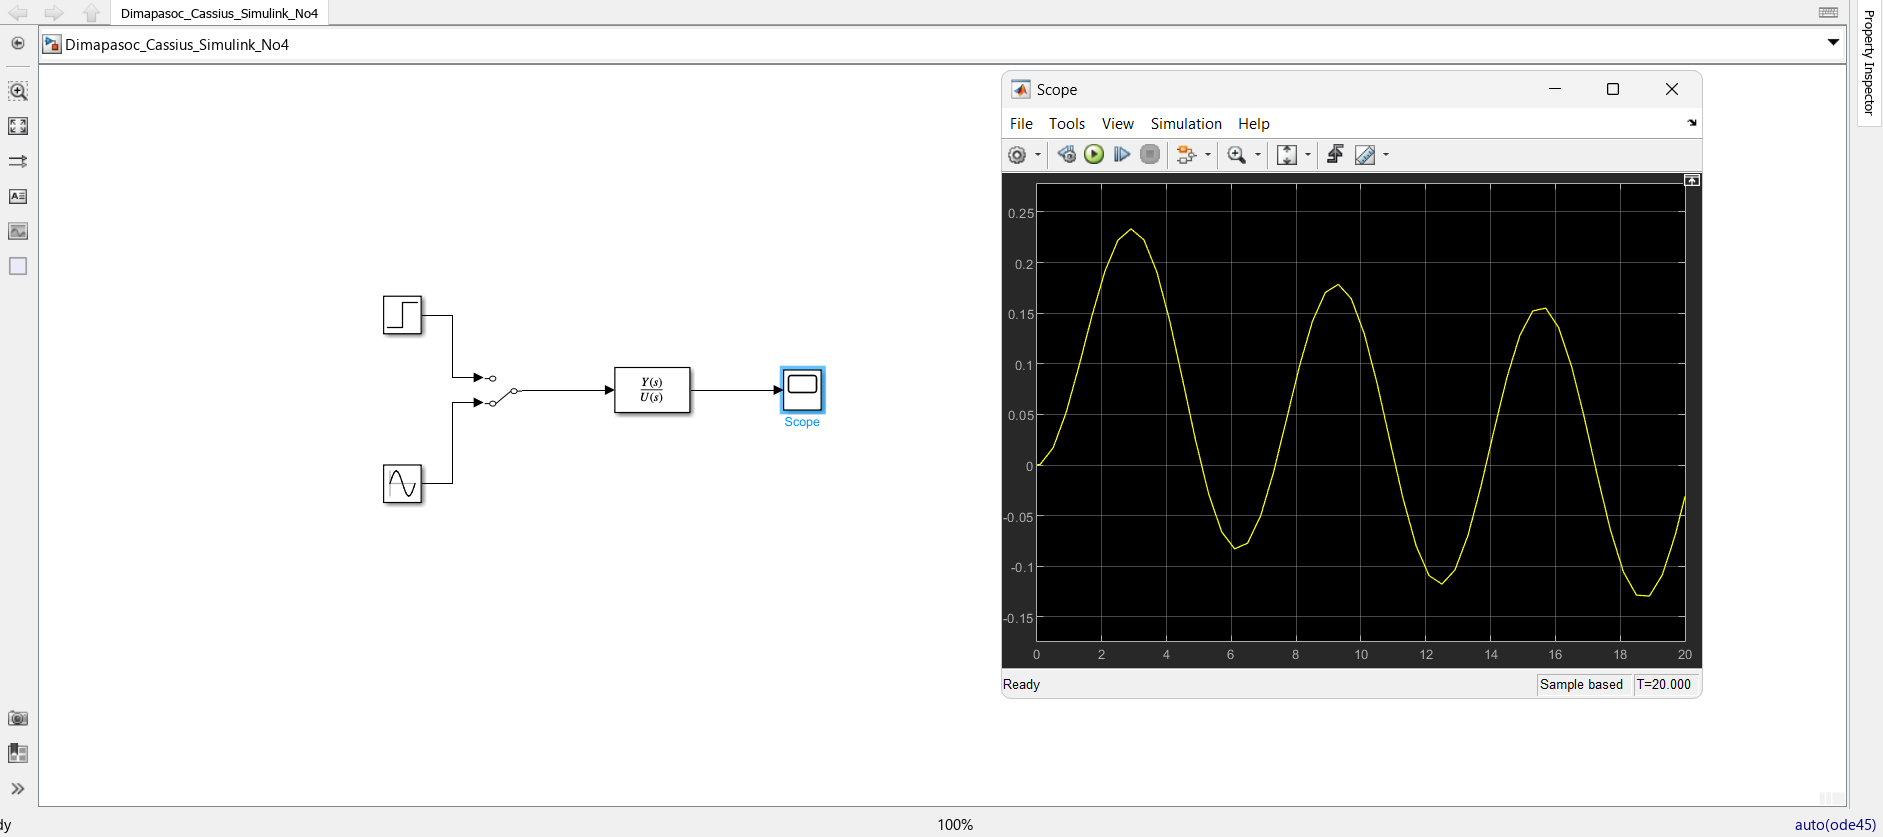 Dimapasoc_Cassius_Simulink_No4
Dimapasoc_Cassius_Simulink_No4
Property Inspector
Scope
File Tools View Simulation Help
0.25
0.2
0.15
0.1
0.05
0
-0.05
-0.1
-0.15
0 2 4 6 8 10 12 14 16 18 20
Ready Sample based T=20.000
Y(s)
U(s)
Scope
dy 100% auto(ode45)